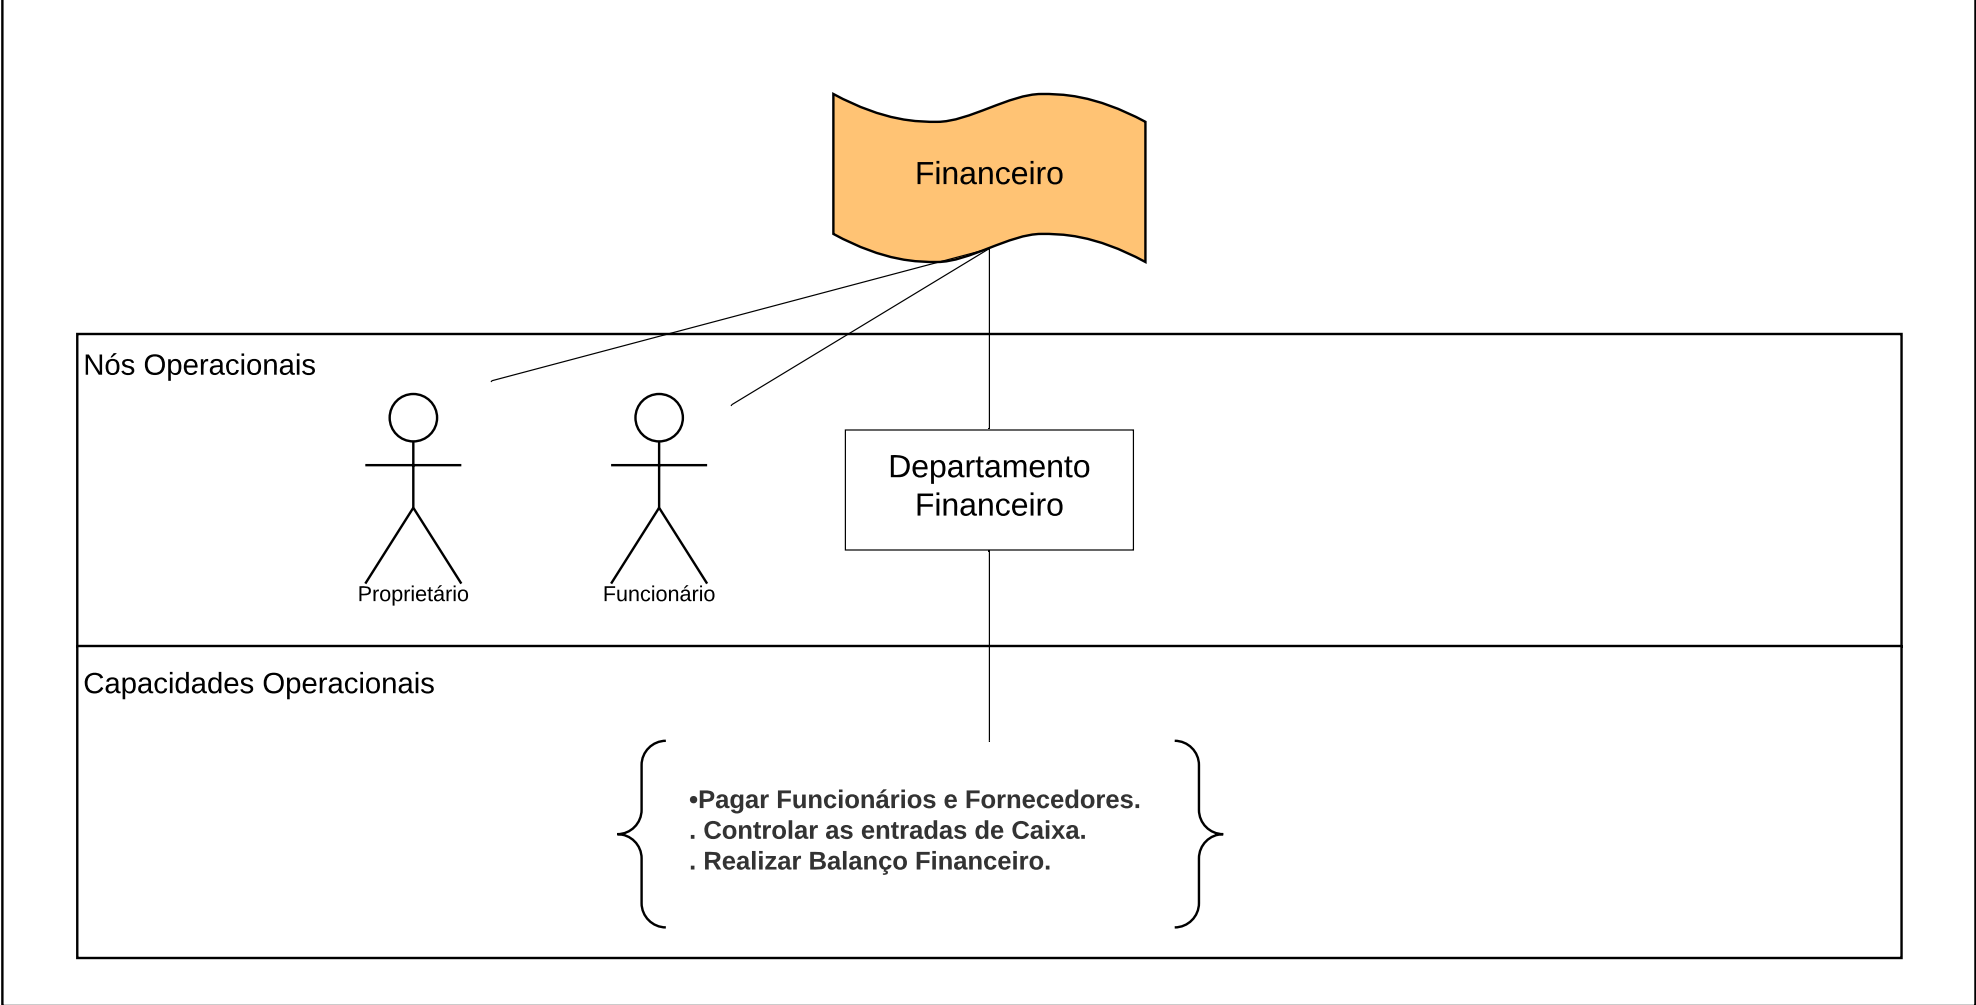 Financeiro
Nós Operacionais
Proprietário
Funcionário
Departamento
Financeiro
Capacidades Operacionais
•Pagar Funcionários e Fornecedores.
. Controlar as entradas de Caixa.
. Realizar Balanço Financeiro.